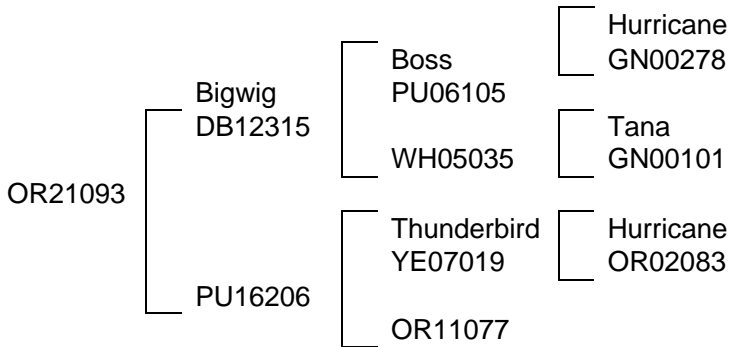 Hurricane
GN00278
Boss
PU06105
Bigwig
DB12315
Tana
GN00101
WH05035
OR21093
Thunderbird
YE07019
Hurricane
OR02083
PU16206
OR11077